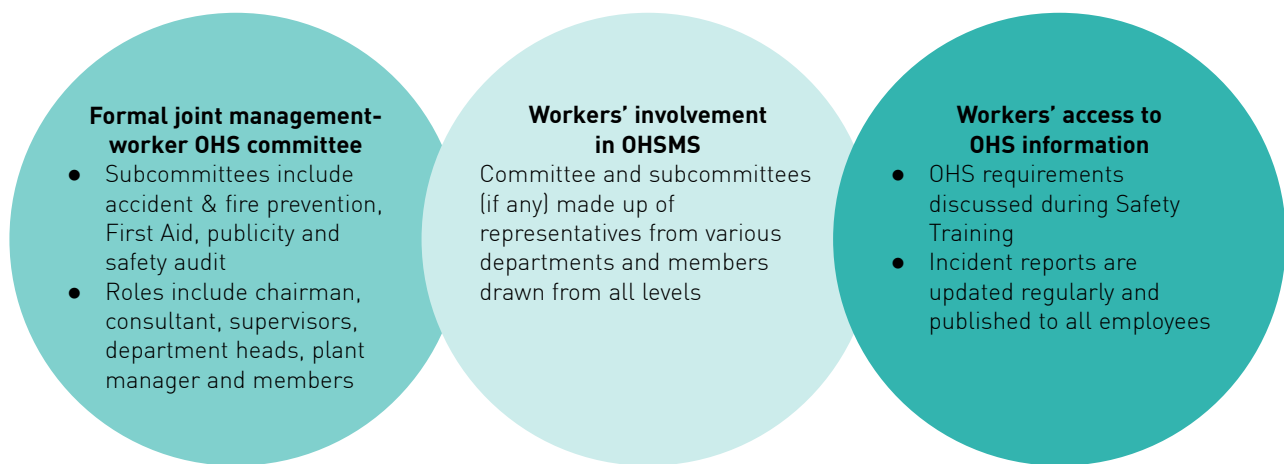 Formal joint management-
worker OHS committee
● Subcommittees include
accident & fire prevention,
First Aid, publicity and
safety audit
● Roles include chairman,
consultant, supervisors,
department heads, plant
manager and members
Workers’ involvement
in OHSMS
Committee and subcommittees
(if any) made up of
representatives from various
departments and members
drawn from all levels
Workers’ access to
OHS information
● OHS requirements
discussed during Safety
Training
● Incident reports are
updated regularly and
published to all employees